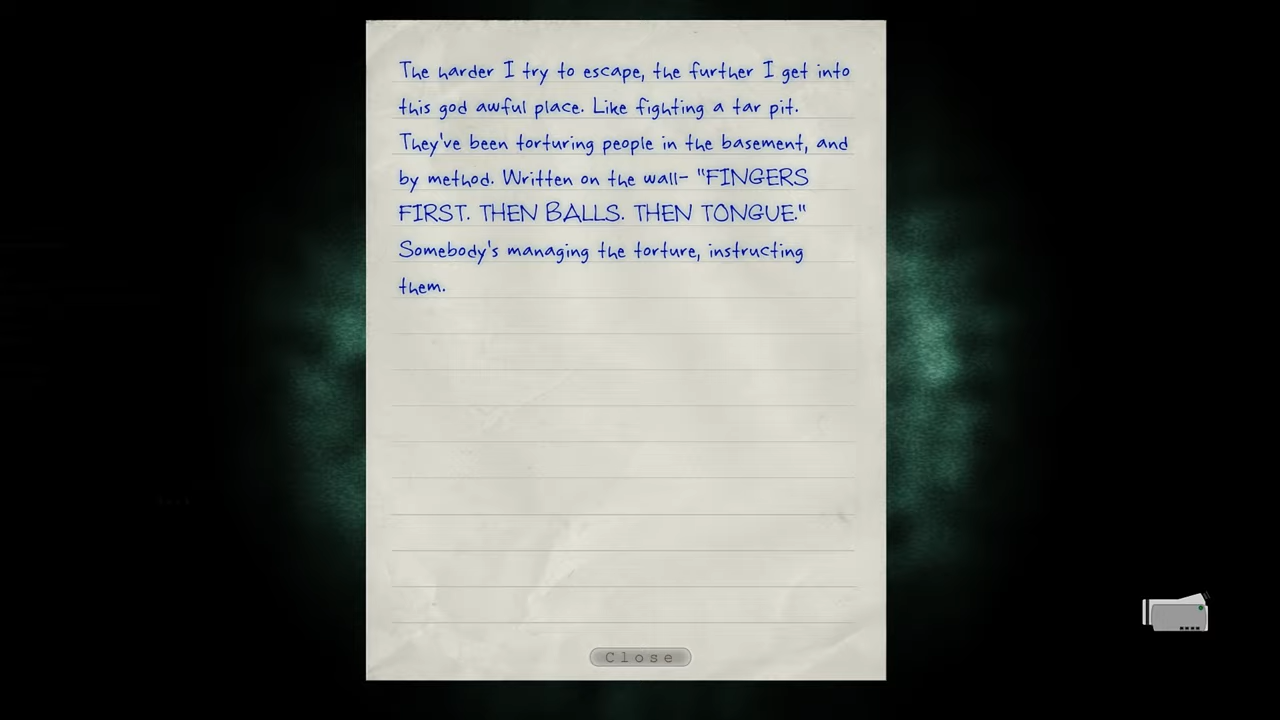 The harder I try to escape, the further I get into
this god awful place. Like fighting a tar pit.
They've been torturing people in the basement, and
by method. Written on the wall- "FINGERS
FIRST. THEN BALLS. THEN TONGUE."
Somebody's managing the torture, instructing
them.
Close